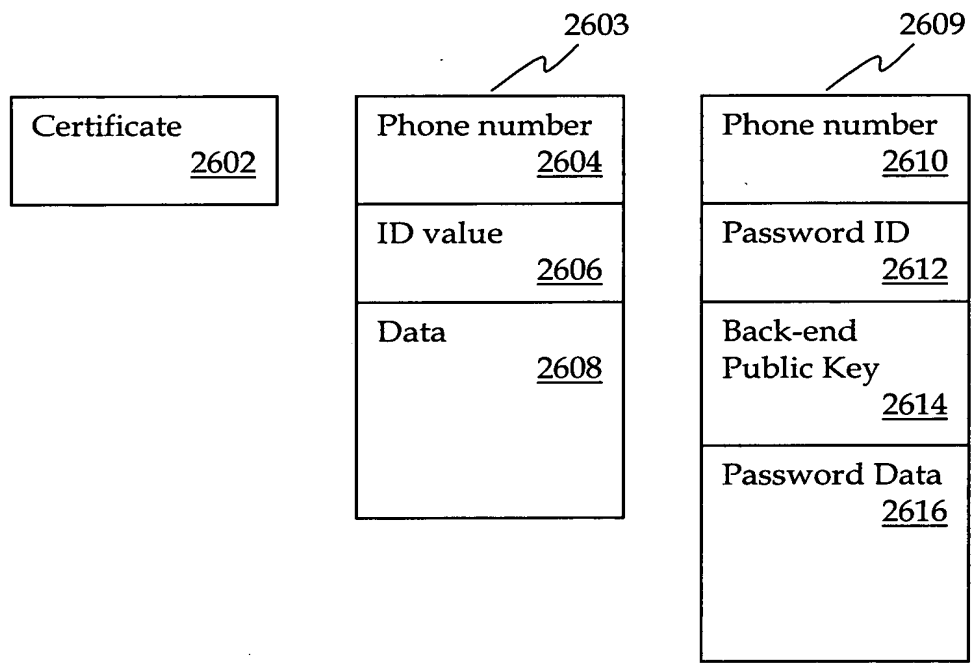 2603
2609
Certificate
2602
Phone number
2604
ID value
2606
Data
2608
Phone number
2610
Password ID
2612
Back-end
Public Key
2614
Password Data
2616